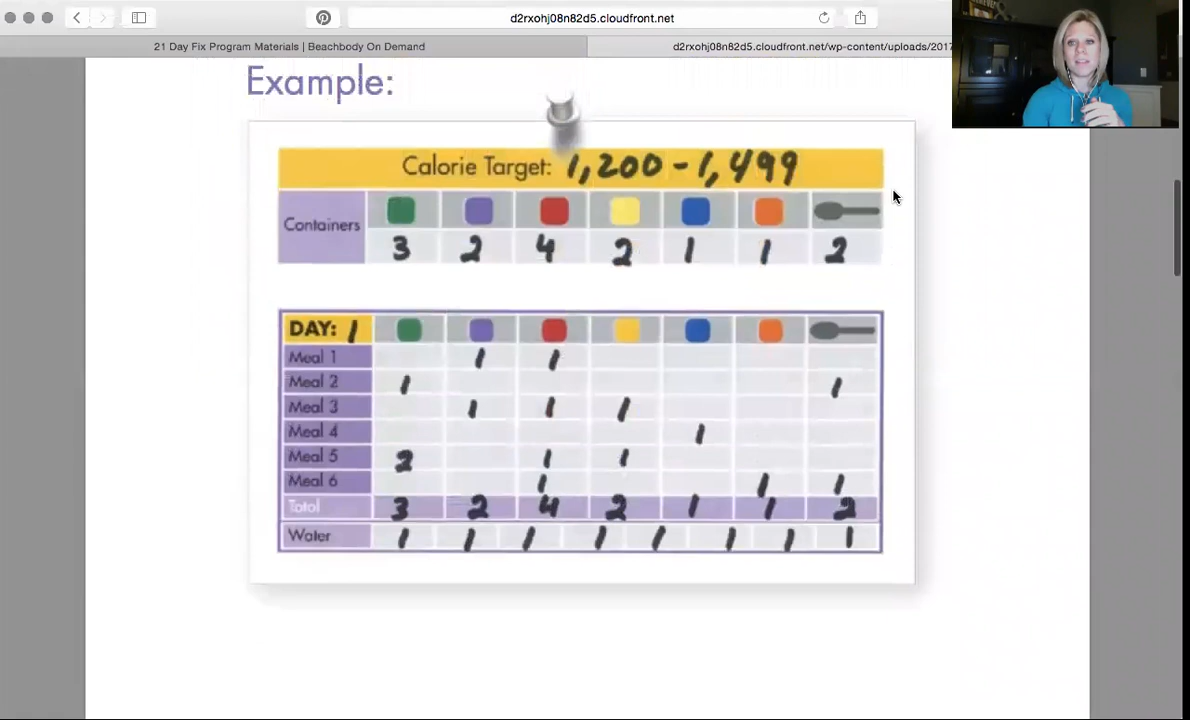 d2rxohj08n82d5.cloudfront.net
21 Day Fix Program Materials | Beachbody On Demand
d2rxohj08n82d5.cloudfront.net/wp-content/uploads/2017
Example:
Calorie Target: 1,200 - 1,499
Containers
3 2 4 2 1 1 2
DAY: 1
Meal 1 1 1
Meal 2 1 1
Meal 3 1 1 1
Meal 4 1
Meal 5 2 1 1
Meal 6 1 1 1
Total 3 2 4 2 1 1 2
Water 1 1 1 1 1 1 1 1